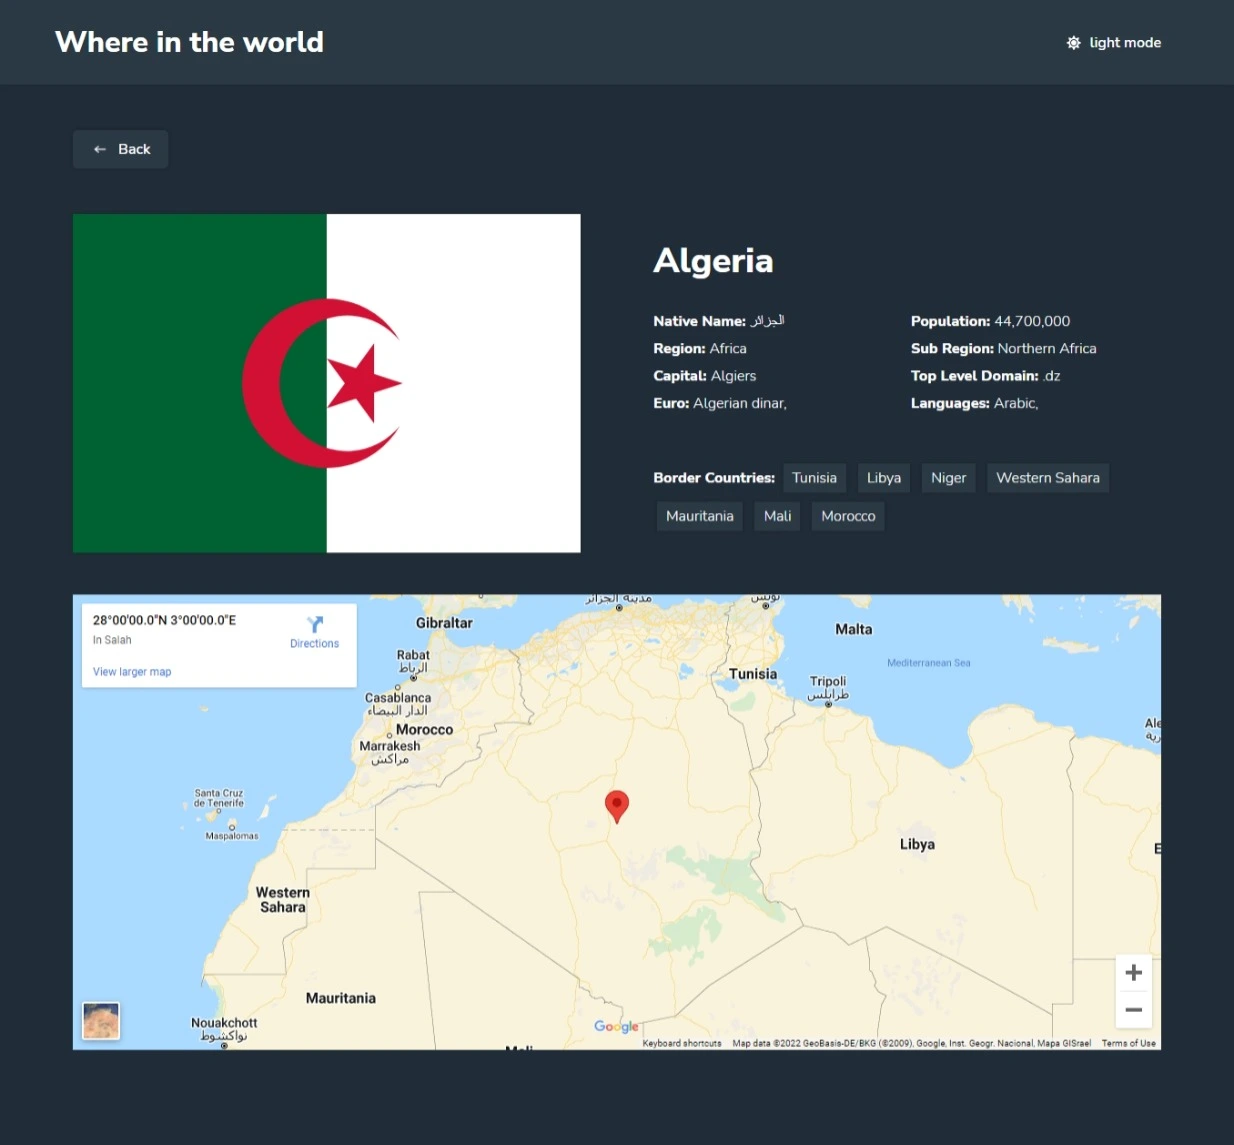 Where in the world
light mode
Back
Algeria
Native Name: الجزائر
Population: 44,700,000
Region: Africa
Sub Region: Northern Africa
Capital: Algiers
Top Level Domain: .dz
Euro: Algerian dinar,
Languages: Arabic,
Border Countries: Tunisia Libya Niger Western Sahara
Mauritania Mali Morocco
28°00'00.0"N 3°00'00.0"E
In Salah
Directions
View larger map
مدينة الجزائر
تونس
Gibraltar
Malta
Rabat
الرباط
Mediterranean Sea
Tunisia
Tripoli
طرابلس
Casablanca
الدار البيضاء
Morocco
Marrakesh
مراكش
Santa Cruz
de Tenerife
Maspalomas
Libya
Western
Sahara
Mauritania
Nouakchott
نواكشوط
Mali
Google
Keyboard shortcuts
Map data ©2022 GeoBasis-DE/BKG (©2009), Google, Inst. Geogr. Nacional, Mapa GISrael
Terms of Use